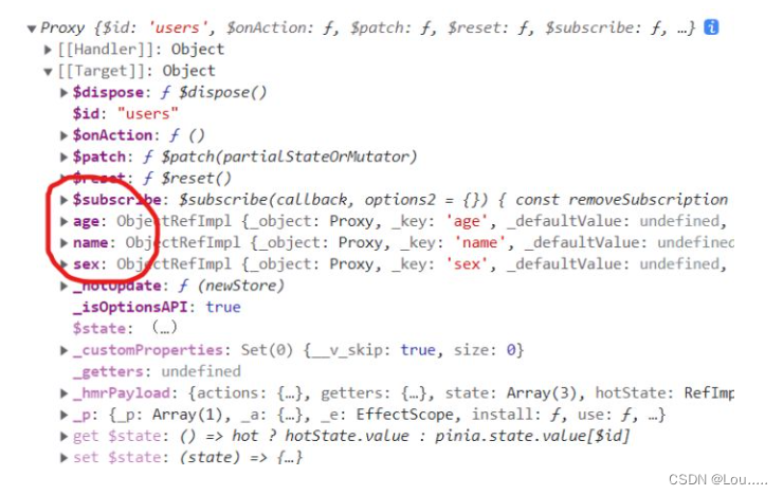 Proxy {$id: 'users', $onAction: ƒ, $patch: ƒ, $reset: ƒ, $subscribe: ƒ, …} i
[[Handler]]: Object
[[Target]]: Object
$dispose: ƒ $dispose()
$id: "users"
$onAction: ƒ ()
$patch: ƒ $patch(partialStateOrMutator)
$reset: ƒ $reset()
$subscribe: $subscribe(callback, options2 = {}) { const removeSubscription
age: ObjectRefImpl {_object: Proxy, _key: 'age', _defaultValue: undefined,
name: ObjectRefImpl {_object: Proxy, _key: 'name', _defaultValue: undefined
sex: ObjectRefImpl {_object: Proxy, _key: 'sex', _defaultValue: undefined,
_hotUpdate: ƒ (newStore)
_isOptionsAPI: true
$state: (…)
_customProperties: Set(0) {__v_skip: true, size: 0}
_getters: undefined
_hmrPayload: {actions: {…}, getters: {…}, state: Array(3), hotState: RefImp
_p: {_p: Array(1), _a: {…}, _e: EffectScope, install: ƒ, use: ƒ, …}
get $state: () => hot ? hotState.value : pinia.state.value[$id]
set $state: (state) => {…}
CSDN @Lou.....